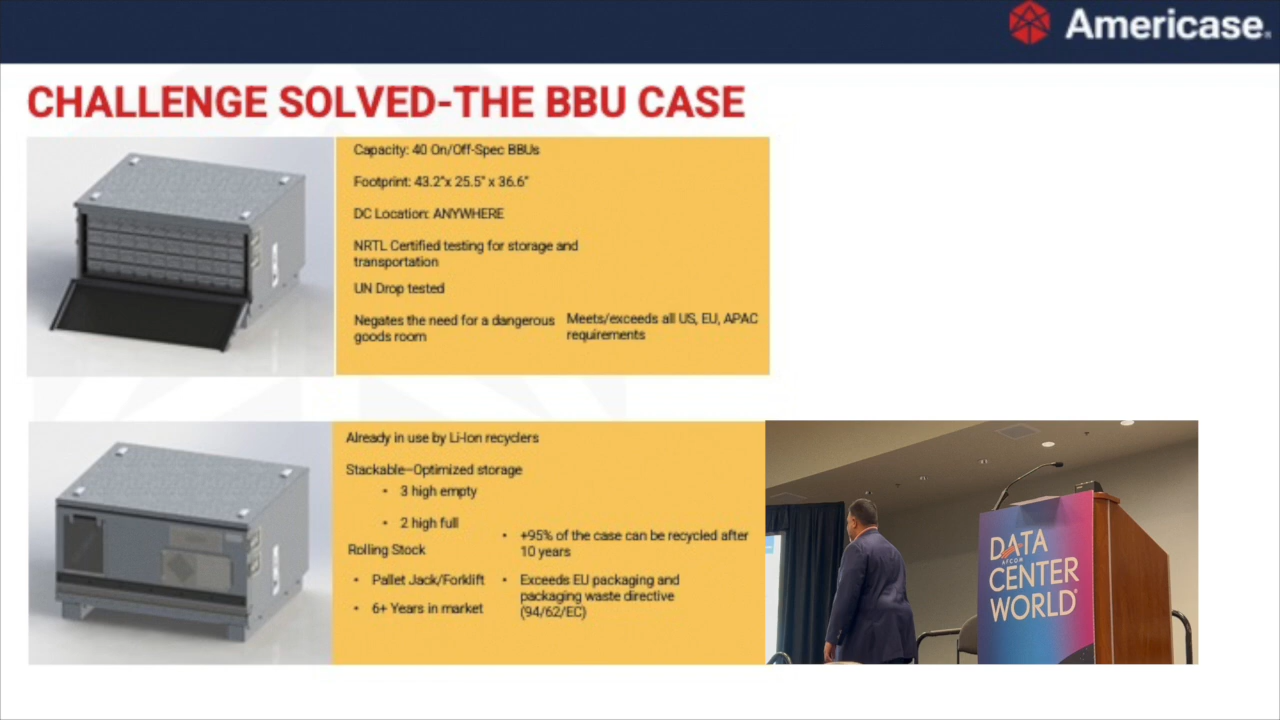 Americase®
CHALLENGE SOLVED-THE BBU CASE
Capacity: 40 On/Off-Spec BBUs
Footprint: 43.2"x 25.5" x 36.6"
DC Location: ANYWHERE
NRTL Certified testing for storage and
transportation
UN Drop tested
Negates the need for a dangerous
goods room
Meets/exceeds all US, EU, APAC
requirements
Already in use by Li-Ion recyclers
Stackable–Optimized storage
• 3 high empty
• 2 high full
Rolling Stock
• Pallet Jack/Forklift
• 6+ Years in market
• +95% of the case can be recycled after
10 years
• Exceeds EU packaging and
packaging waste directive
(94/62/EC)
DATA
AFCOM
CENTER
WORLD